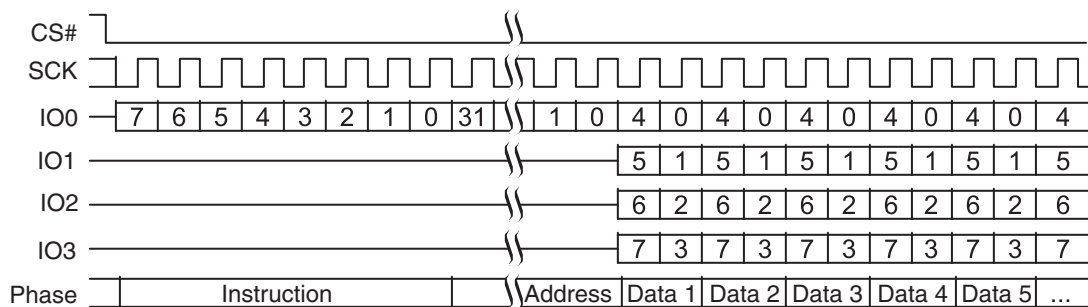 CS#
SCK
IO0 7 6 5 4 3 2 1 0 31 1 0 4 0 4 0 4 0 4 0 4 0 4
IO1 5 1 5 1 5 1 5 1 5 1 5
IO2 6 2 6 2 6 2 6 2 6 2 6
IO3 7 3 7 3 7 3 7 3 7 3 7
Phase Instruction Address Data 1 Data 2 Data 3 Data 4 Data 5 ...